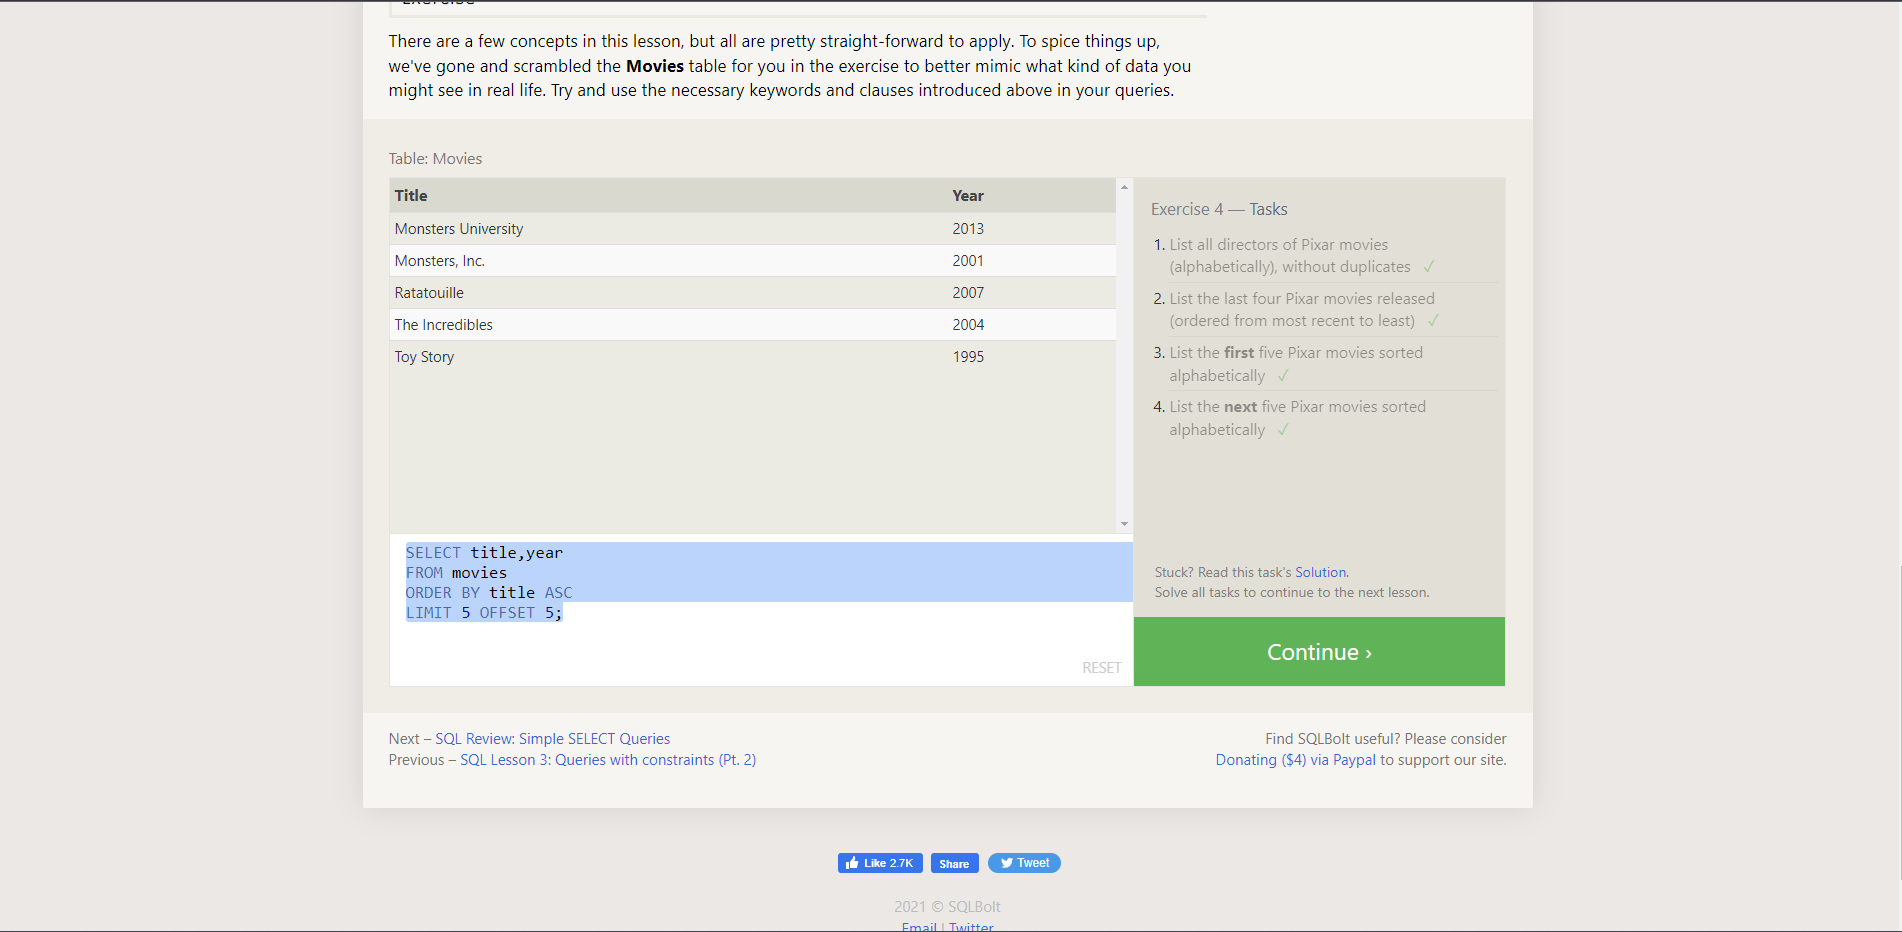 Exercise
There are a few concepts in this lesson, but all are pretty straight-forward to apply. To spice things up,
we've gone and scrambled the Movies table for you in the exercise to better mimic what kind of data you
might see in real life. Try and use the necessary keywords and clauses introduced above in your queries.
Table: Movies
Title Year
Monsters University 2013
Monsters, Inc. 2001
Ratatouille 2007
The Incredibles 2004
Toy Story 1995
SELECT title,year
FROM movies
ORDER BY title ASC
LIMIT 5 OFFSET 5;
RESET
Exercise 4 — Tasks
1. List all directors of Pixar movies
(alphabetically), without duplicates ✓
2. List the last four Pixar movies released
(ordered from most recent to least) ✓
3. List the first five Pixar movies sorted
alphabetically ✓
4. List the next five Pixar movies sorted
alphabetically ✓
Stuck? Read this task's Solution.
Solve all tasks to continue to the next lesson.
Continue ›
Next – SQL Review: Simple SELECT Queries
Previous – SQL Lesson 3: Queries with constraints (Pt. 2)
Find SQLBolt useful? Please consider
Donating ($4) via Paypal to support our site.
Like 2.7K Share Tweet
2021 © SQLBolt
Email | Twitter